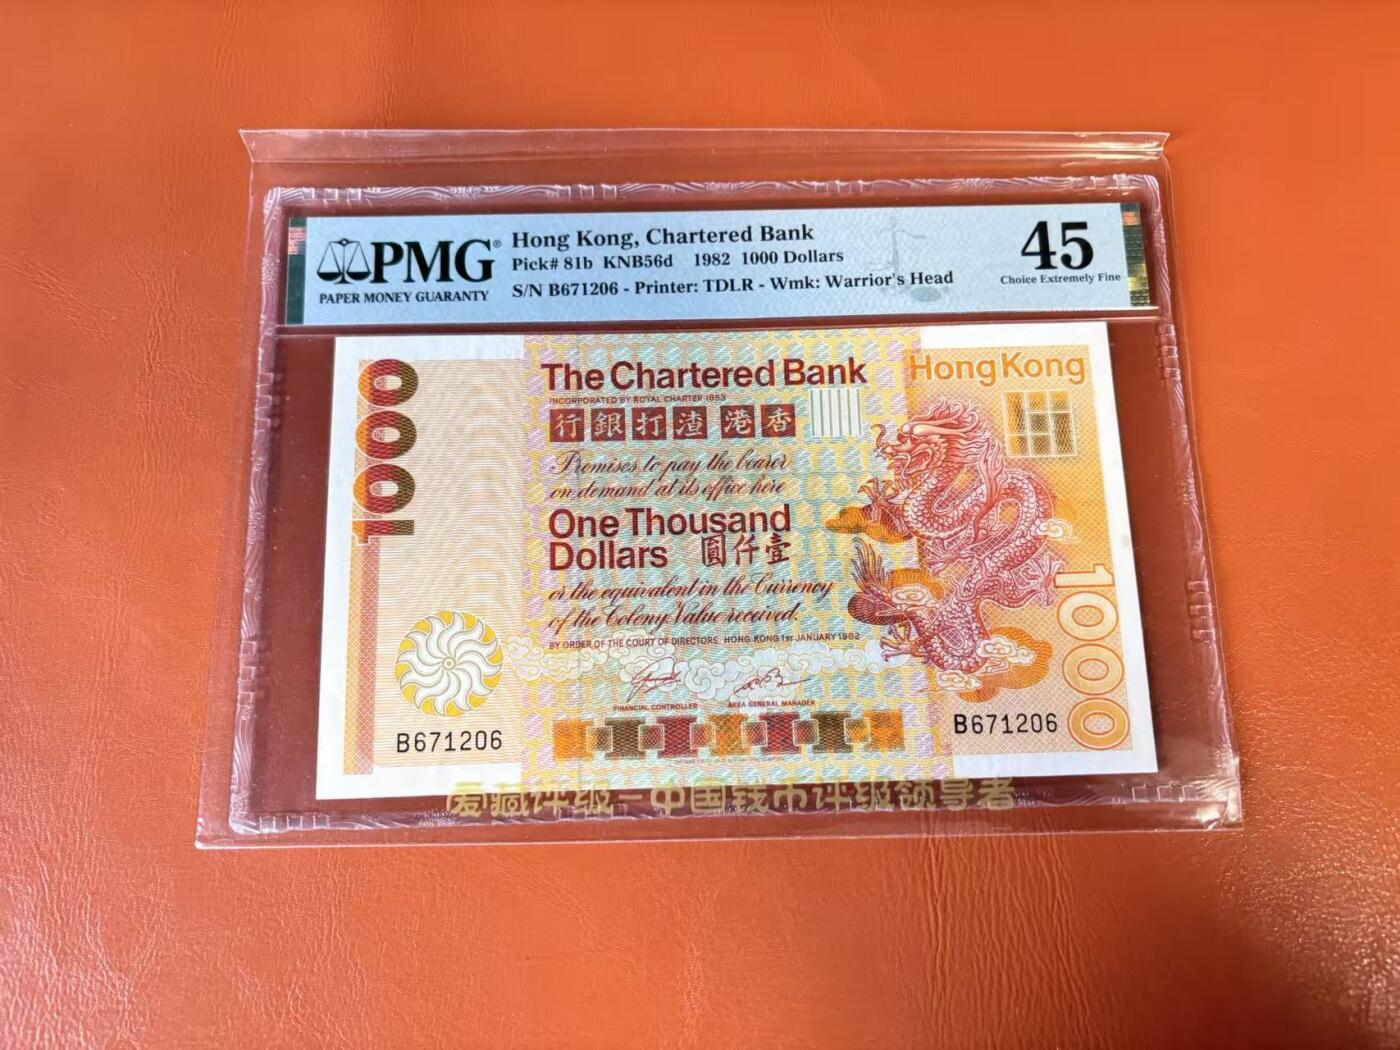 PMG®
PAPER MONEY GUARANTY
Hong Kong, Chartered Bank
Pick# 81b KNB56d 1982 1000 Dollars
S/N B671206 - Printer: TDLR - Wmk: Warrior's Head
45
Choice Extremely Fine
1000
The Chartered Bank
INCORPORATED BY ROYAL CHARTER 1853
行銀打渣港香
Hong Kong
Promises to pay the bearer
on demand at its office here
One Thousand
Dollars 圓仟壹
or the equivalent in the Currency
of the Colony. Value received.
BY ORDER OF THE COURT OF DIRECTORS. HONG KONG 1ST JANUARY 1982
FINANCIAL CONTROLLER
AREA GENERAL MANAGER
1000
B671206
B671206
爱藏评级—中国钱币评级领导者